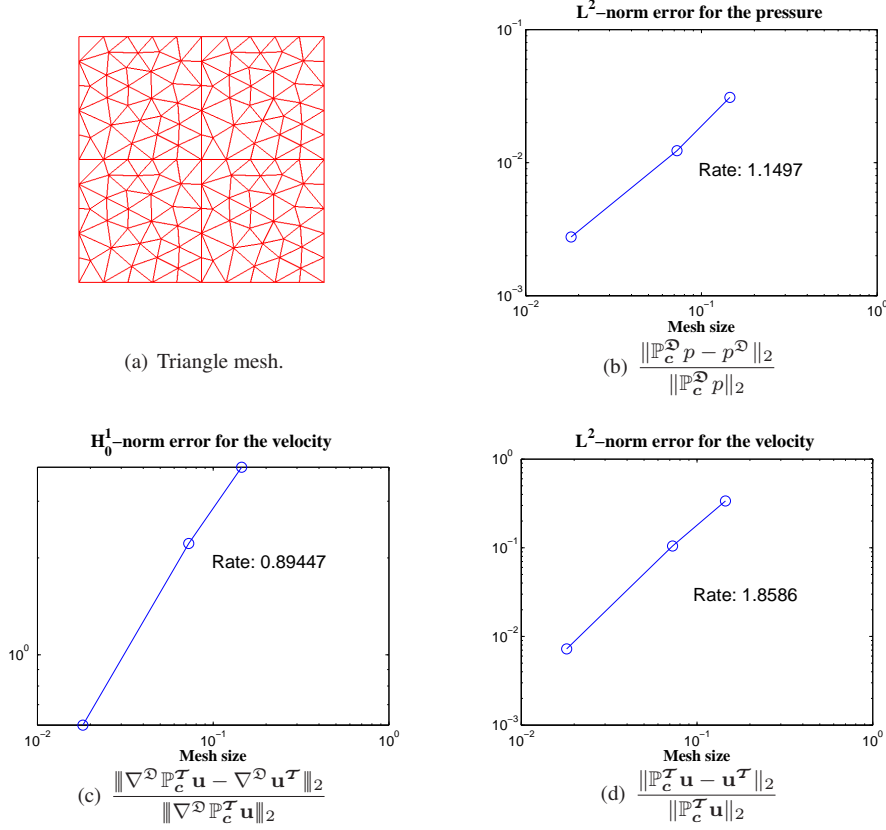 L²–norm error for the pressure
10⁻¹
10⁻²
10⁻³
Rate: 1.1497
10⁻² 10⁻¹ 10⁰
Mesh size
(a) Triangle mesh.
(b) ‖ℙ_𝒄^𝕯 p − p^𝕯‖₂ / ‖ℙ_𝒄^𝕯 p‖₂
H¹₀–norm error for the velocity
10⁰
Rate: 0.89447
10⁻² 10⁻¹ 10⁰
Mesh size
(c) |||∇^𝕯 ℙ_𝒄^𝓣 𝐮 − ∇^𝕯 𝐮^𝓣|||₂ / |||∇^𝕯 ℙ_𝒄^𝓣 𝐮|||₂
L²–norm error for the velocity
10⁰
10⁻¹
10⁻²
10⁻³
Rate: 1.8586
10⁻² 10⁻¹ 10⁰
Mesh size
(d) ‖ℙ_𝒄^𝓣 𝐮 − 𝐮^𝓣‖₂ / ‖ℙ_𝒄^𝓣 𝐮‖₂